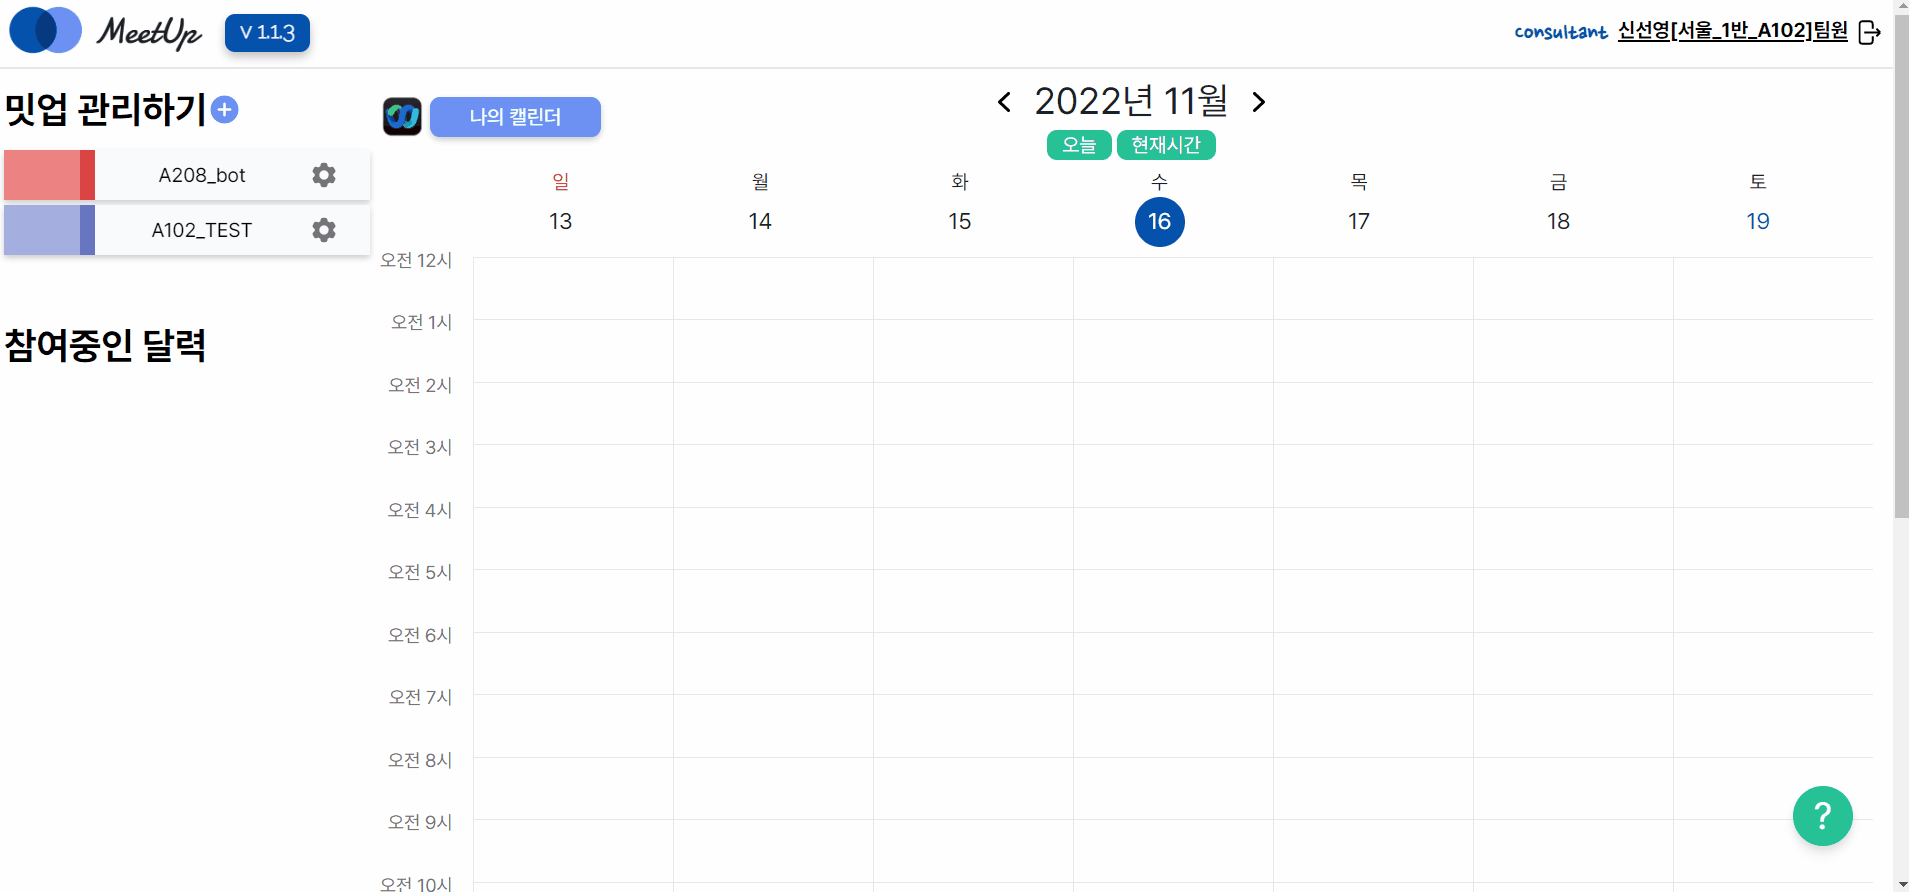 MeetUp V 1.1.3
consultant 신선영[서울_1반_A102]팀원
밋업 관리하기
A208_bot
A102_TEST
참여중인 달력
나의 캘린더
2022년 11월
오늘 현재시간
일 월 화 수 목 금 토
13 14 15 16 17 18 19
오전 12시
오전 1시
오전 2시
오전 3시
오전 4시
오전 5시
오전 6시
오전 7시
오전 8시
오전 9시
오전 10시
?